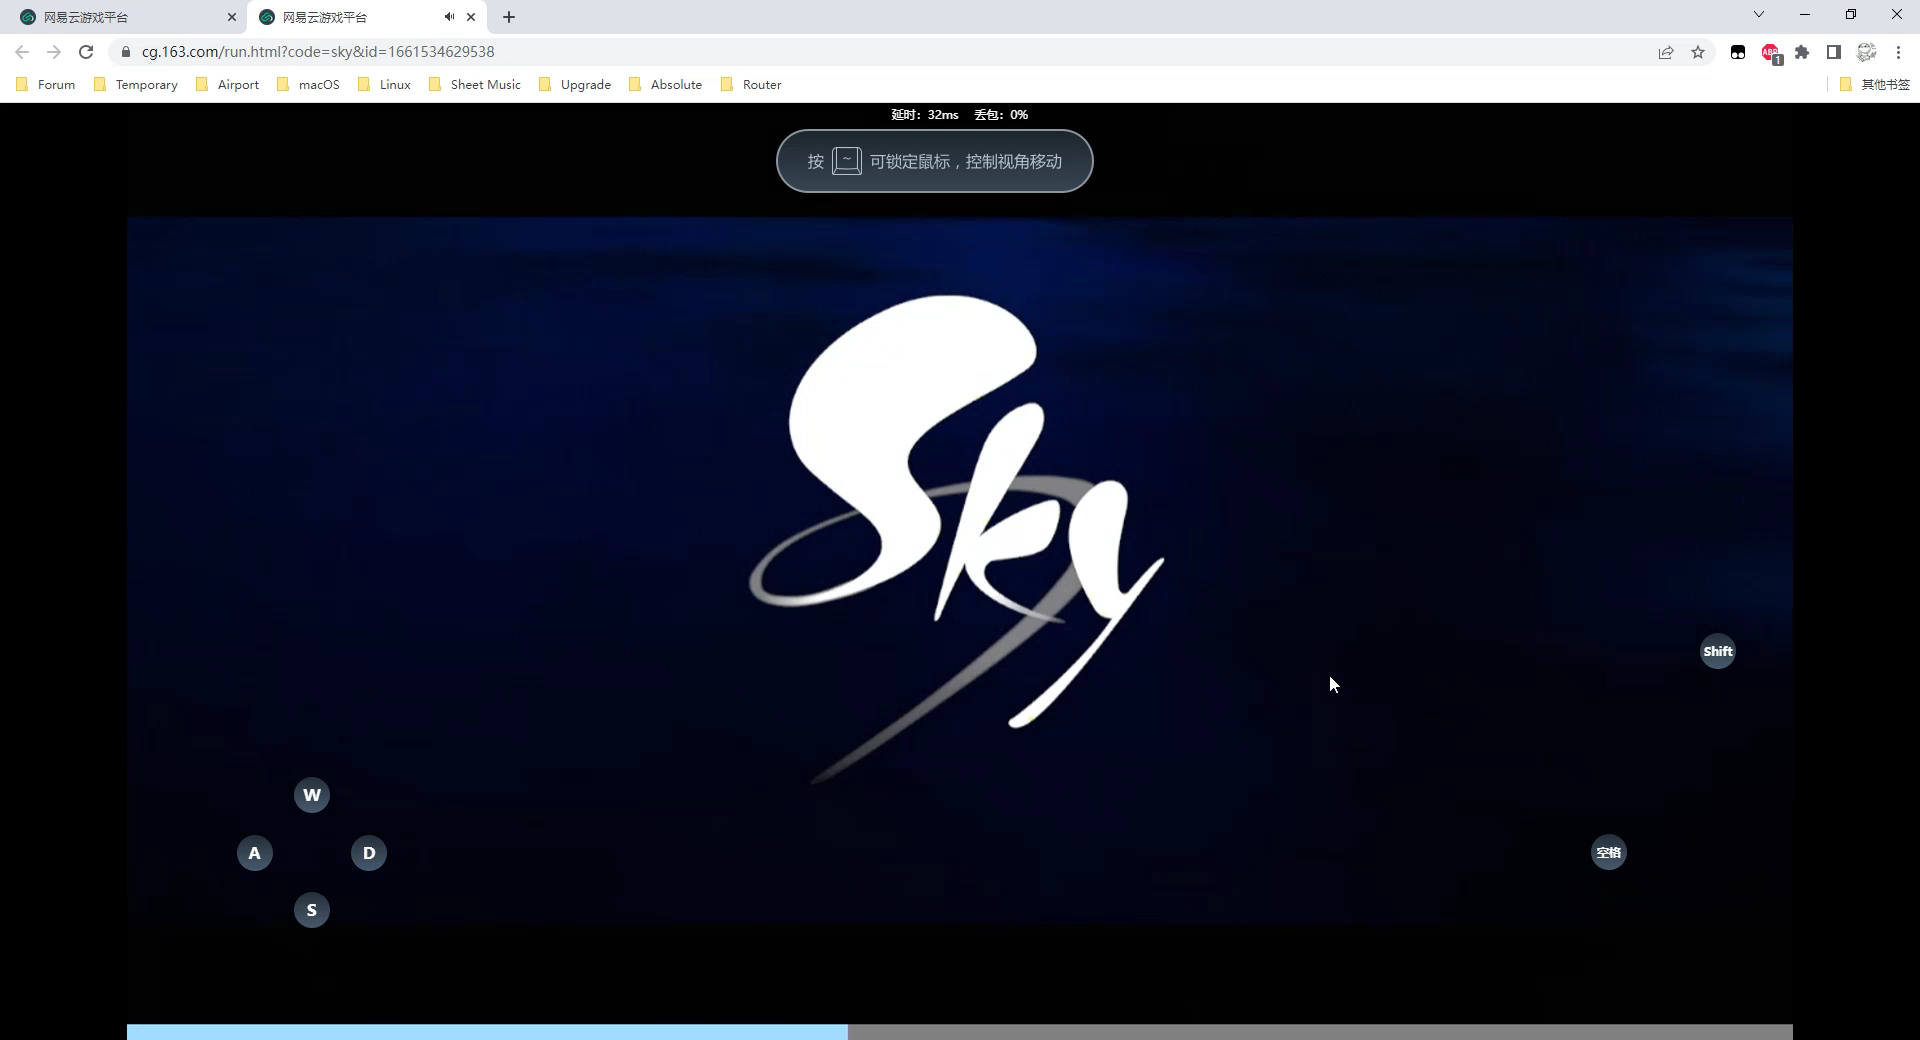 网易云游戏平台
网易云游戏平台
cg.163.com/run.html?code=sky&id=1661534629538
ABP
1
Forum
Temporary
Airport
macOS
Linux
Sheet Music
Upgrade
Absolute
Router
其他书签
延时：32ms 丢包：0%
按 ~ 可锁定鼠标，控制视角移动
Sky
Shift
W
A
D
空格
S